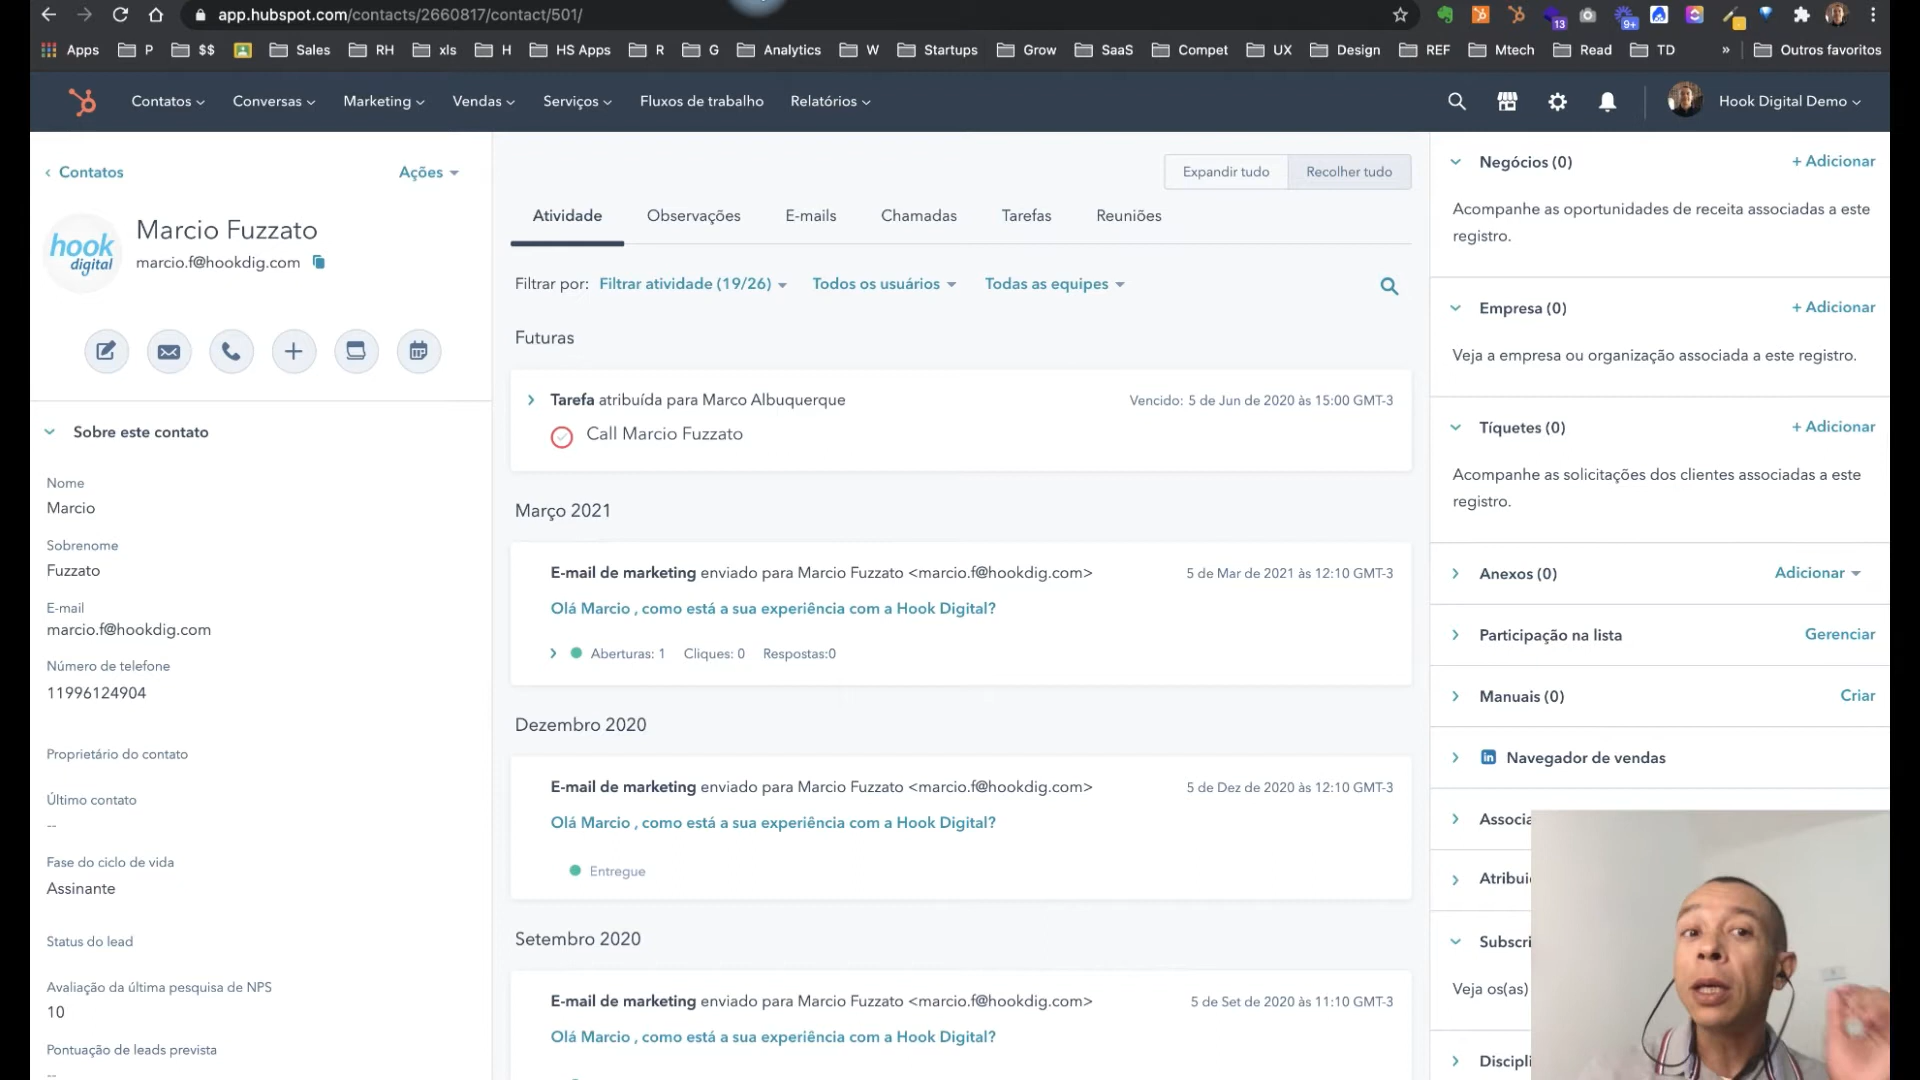 app.hubspot.com/contacts/2660817/contact/501/
13
9+
Apps
P
$$
Sales
RH
xls
H
HS Apps
R
G
Analytics
W
Startups
Grow
SaaS
Compet
UX
Design
REF
Mtech
Read
TD
»
Outros favoritos
Contatos
Conversas
Marketing
Vendas
Serviços
Fluxos de trabalho
Relatórios
Hook Digital Demo
Contatos
Ações
hook
digital
Marcio Fuzzato
marcio.f@hookdig.com
Sobre este contato
Nome
Marcio
Sobrenome
Fuzzato
E-mail
marcio.f@hookdig.com
Número de telefone
11996124904
Proprietário do contato
Último contato
--
Fase do ciclo de vida
Assinante
Status do lead
Avaliação da última pesquisa de NPS
10
Pontuação de leads prevista
--
Expandir tudo
Recolher tudo
Atividade
Observações
E-mails
Chamadas
Tarefas
Reuniões
Filtrar por: Filtrar atividade (19/26) Todos os usuários Todas as equipes
Futuras
Tarefa atribuída para Marco Albuquerque
Vencido: 5 de Jun de 2020 às 15:00 GMT-3
Call Marcio Fuzzato
Março 2021
E-mail de marketing enviado para Marcio Fuzzato <marcio.f@hookdig.com>
5 de Mar de 2021 às 12:10 GMT-3
Olá Marcio , como está a sua experiência com a Hook Digital?
Aberturas: 1 Cliques: 0 Respostas:0
Dezembro 2020
E-mail de marketing enviado para Marcio Fuzzato <marcio.f@hookdig.com>
5 de Dez de 2020 às 12:10 GMT-3
Olá Marcio , como está a sua experiência com a Hook Digital?
Entregue
Setembro 2020
E-mail de marketing enviado para Marcio Fuzzato <marcio.f@hookdig.com>
5 de Set de 2020 às 11:10 GMT-3
Olá Marcio , como está a sua experiência com a Hook Digital?
Negócios (0)
+ Adicionar
Acompanhe as oportunidades de receita associadas a este
registro.
Empresa (0)
+ Adicionar
Veja a empresa ou organização associada a este registro.
Tíquetes (0)
+ Adicionar
Acompanhe as solicitações dos clientes associadas a este
registro.
Anexos (0)
Adicionar
Participação na lista
Gerenciar
Manuais (0)
Criar
in Navegador de vendas
Associa
Atribui
Subscri
Veja os(as)
Discipli